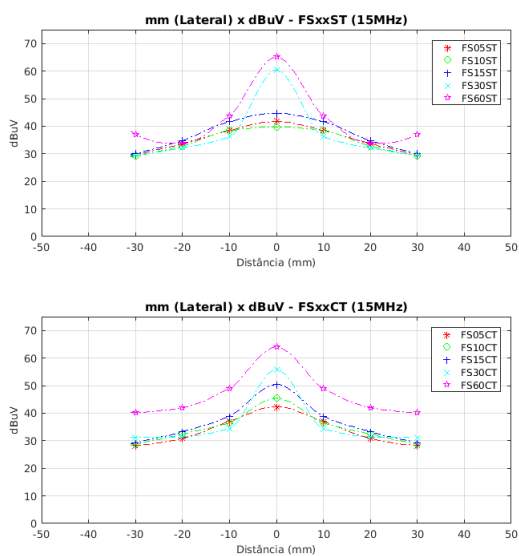 mm (Lateral) x dBuV - FSxxST (15MHz)
70
60
50
40
30
20
10
0
dBuV
FS05ST
FS10ST
FS15ST
FS30ST
FS60ST
-50 -40 -30 -20 -10 0 10 20 30 40 50
Distância (mm)
mm (Lateral) x dBuV - FSxxCT (15MHz)
70
60
50
40
30
20
10
0
dBuV
FS05CT
FS10CT
FS15CT
FS30CT
FS60CT
-50 -40 -30 -20 -10 0 10 20 30 40 50
Distância (mm)